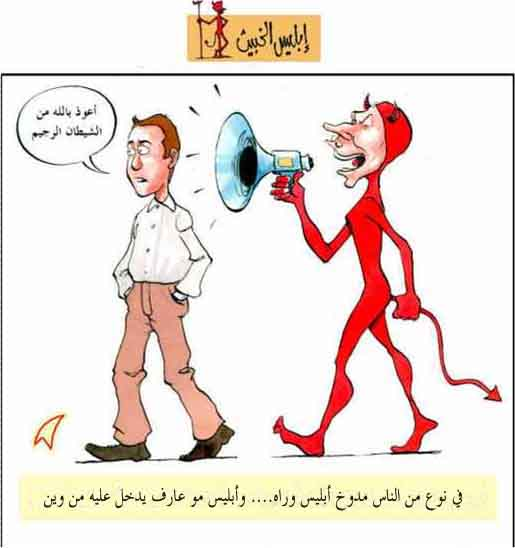 إبليس الخبيث
أعوذ بالله من
الشيطان الرجيم
في نوع من الناس مدوخ أبليس وراه.... وأبليس مو عارف يدخل عليه من وين